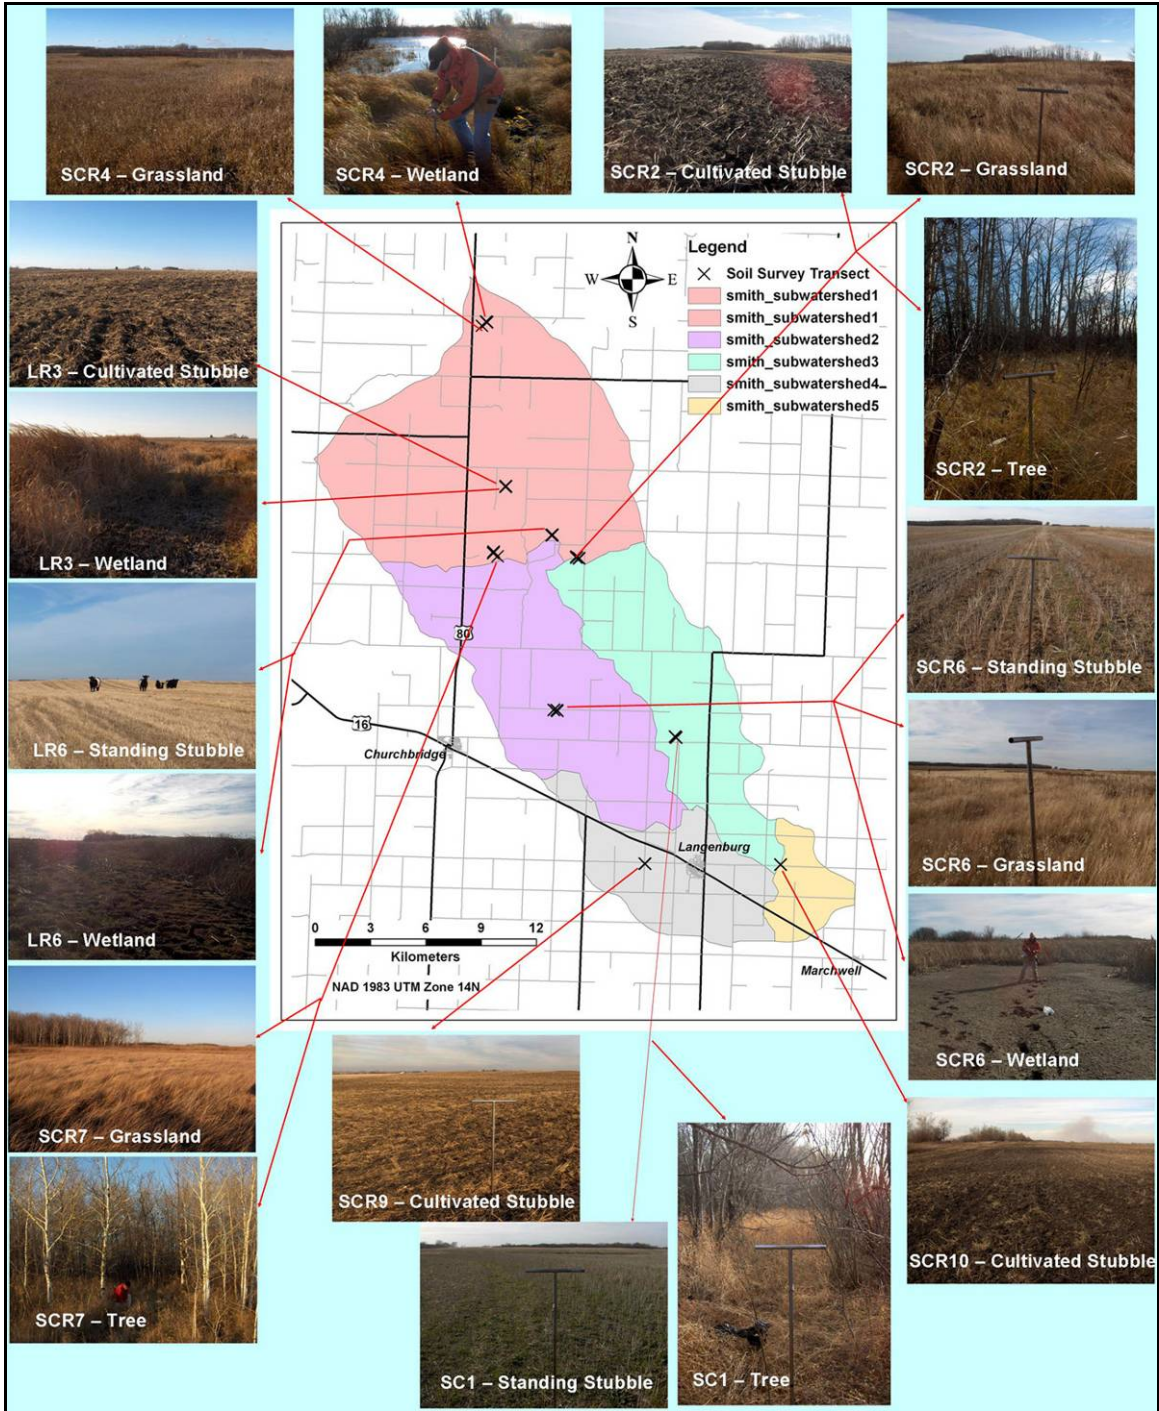 SCR4 – Grassland
SCR4 – Wetland
SCR2 – Cultivated Stubble
SCR2 – Grassland
LR3 – Cultivated Stubble
LR3 – Wetland
LR6 – Standing Stubble
LR6 – Wetland
SCR7 – Grassland
SCR7 – Tree
N
W
E
S
Legend
Soil Survey Transect
smith_subwatershed1
smith_subwatershed1
smith_subwatershed2
smith_subwatershed3
smith_subwatershed4
smith_subwatershed5
80
16
Churchbridge
Langenburg
Marchwell
0 3 6 9 12
Kilometers
NAD 1983 UTM Zone 14N
SCR2 – Tree
SCR6 – Standing Stubble
SCR6 – Grassland
SCR6 – Wetland
SCR10 – Cultivated Stubble
SCR9 – Cultivated Stubble
SC1 – Standing Stubble
SC1 – Tree